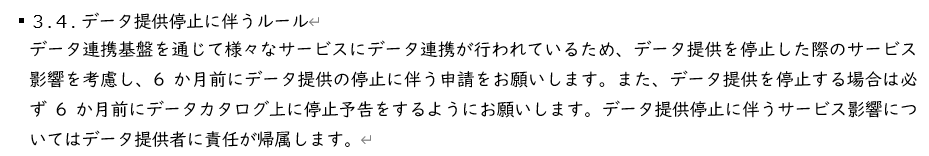 ▪ 3.4. データ提供停止に伴うルール↵
データ連携基盤を通じて様々なサービスにデータ連携が行われているため、データ提供を停止した際のサービス
影響を考慮し、6 か月前にデータ提供の停止に伴う申請をお願いします。また、データ提供を停止する場合は必
ず 6 か月前にデータカタログ上に停止予告をするようにお願いします。データ提供停止に伴うサービス影響につ
いてはデータ提供者に責任が帰属します。↵